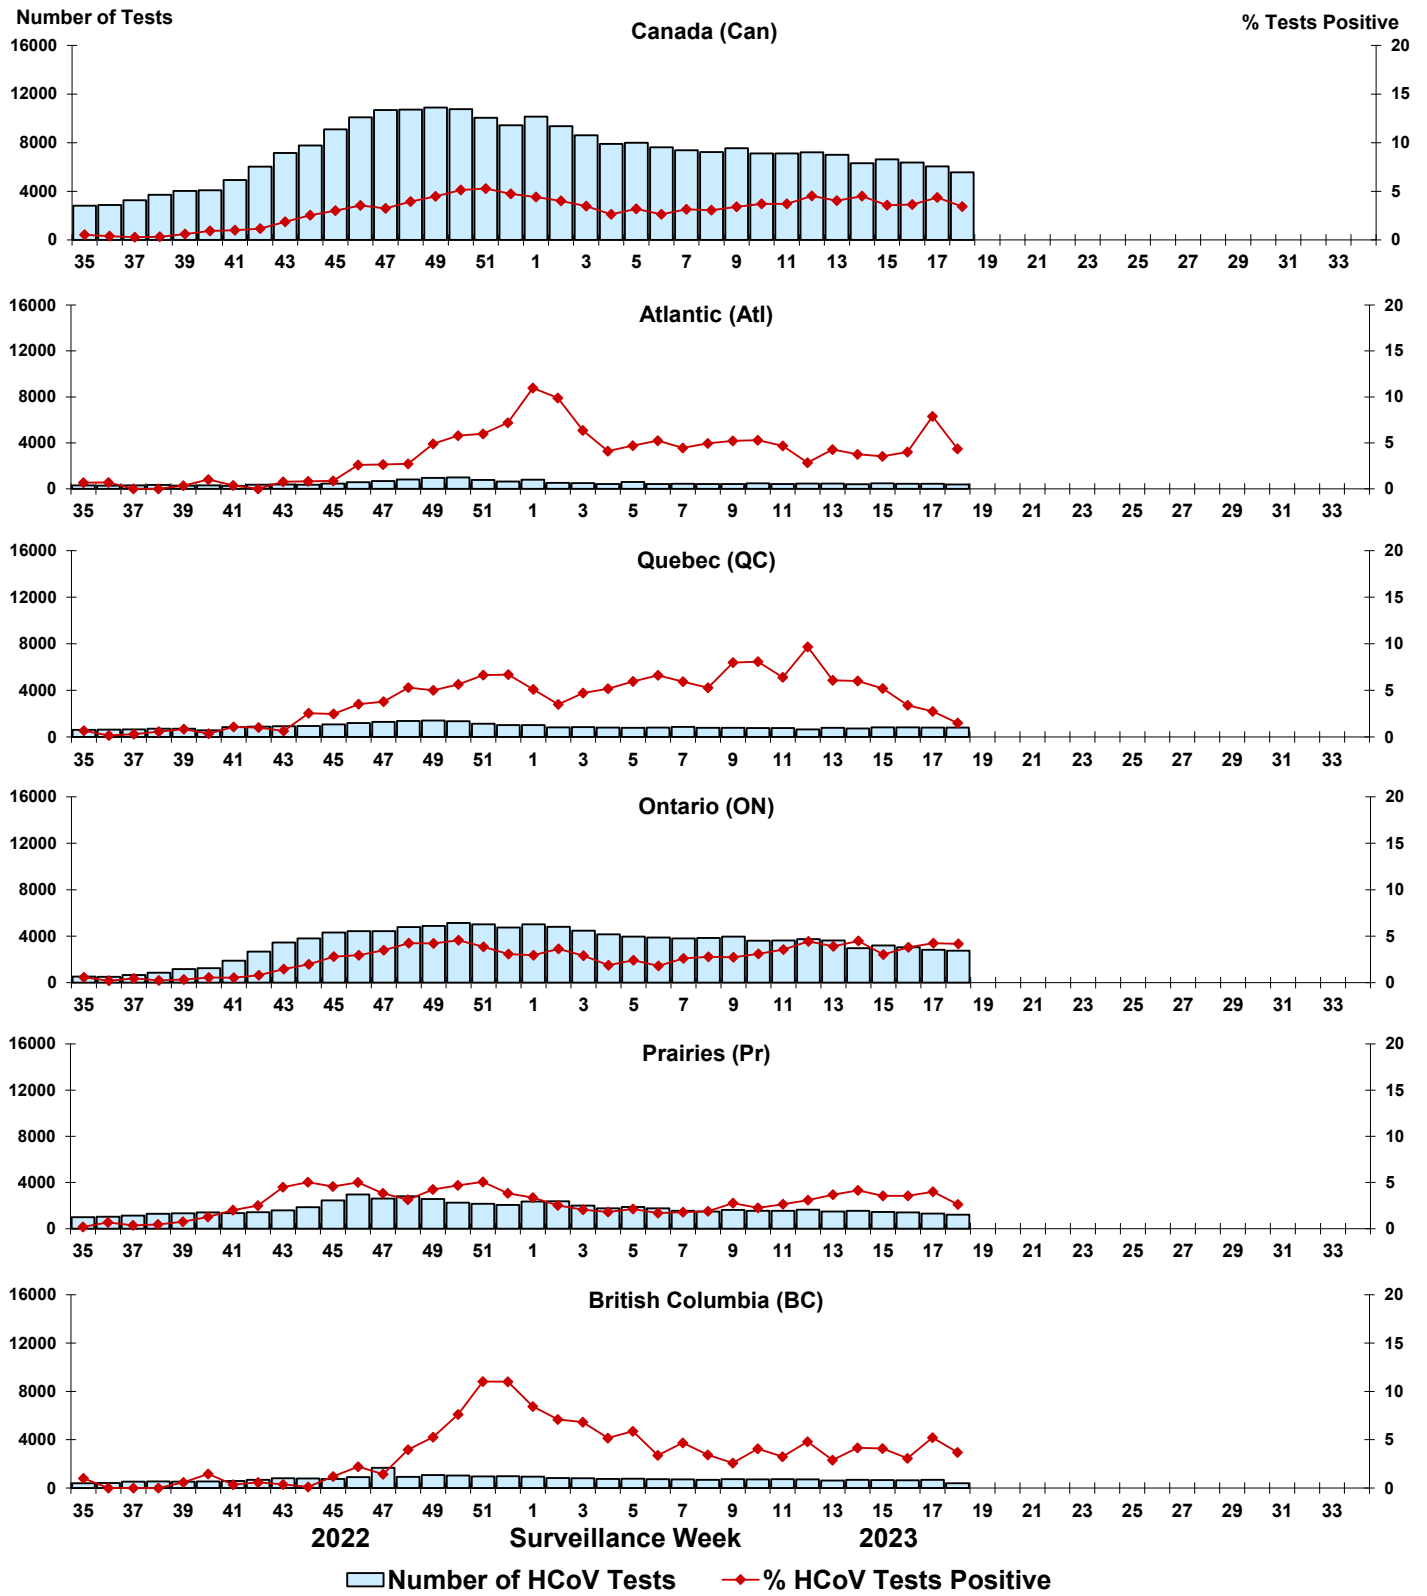 Number of Tests
Canada (Can)
% Tests Positive
16000 20
12000 15
8000 10
4000 5
0 0
35 37 39 41 43 45 47 49 51 1 3 5 7 9 11 13 15 17 19 21 23 25 27 29 31 33
Atlantic (Atl)
16000 20
12000 15
8000 10
4000 5
0 0
35 37 39 41 43 45 47 49 51 1 3 5 7 9 11 13 15 17 19 21 23 25 27 29 31 33
Quebec (QC)
16000 20
12000 15
8000 10
4000 5
0 0
35 37 39 41 43 45 47 49 51 1 3 5 7 9 11 13 15 17 19 21 23 25 27 29 31 33
Ontario (ON)
16000 20
12000 15
8000 10
4000 5
0 0
35 37 39 41 43 45 47 49 51 1 3 5 7 9 11 13 15 17 19 21 23 25 27 29 31 33
Prairies (Pr)
16000 20
12000 15
8000 10
4000 5
0 0
35 37 39 41 43 45 47 49 51 1 3 5 7 9 11 13 15 17 19 21 23 25 27 29 31 33
British Columbia (BC)
16000 20
12000 15
8000 10
4000 5
0 0
35 37 39 41 43 45 47 49 51 1 3 5 7 9 11 13 15 17 19 21 23 25 27 29 31 33
2022 Surveillance Week 2023
Number of HCoV Tests % HCoV Tests Positive